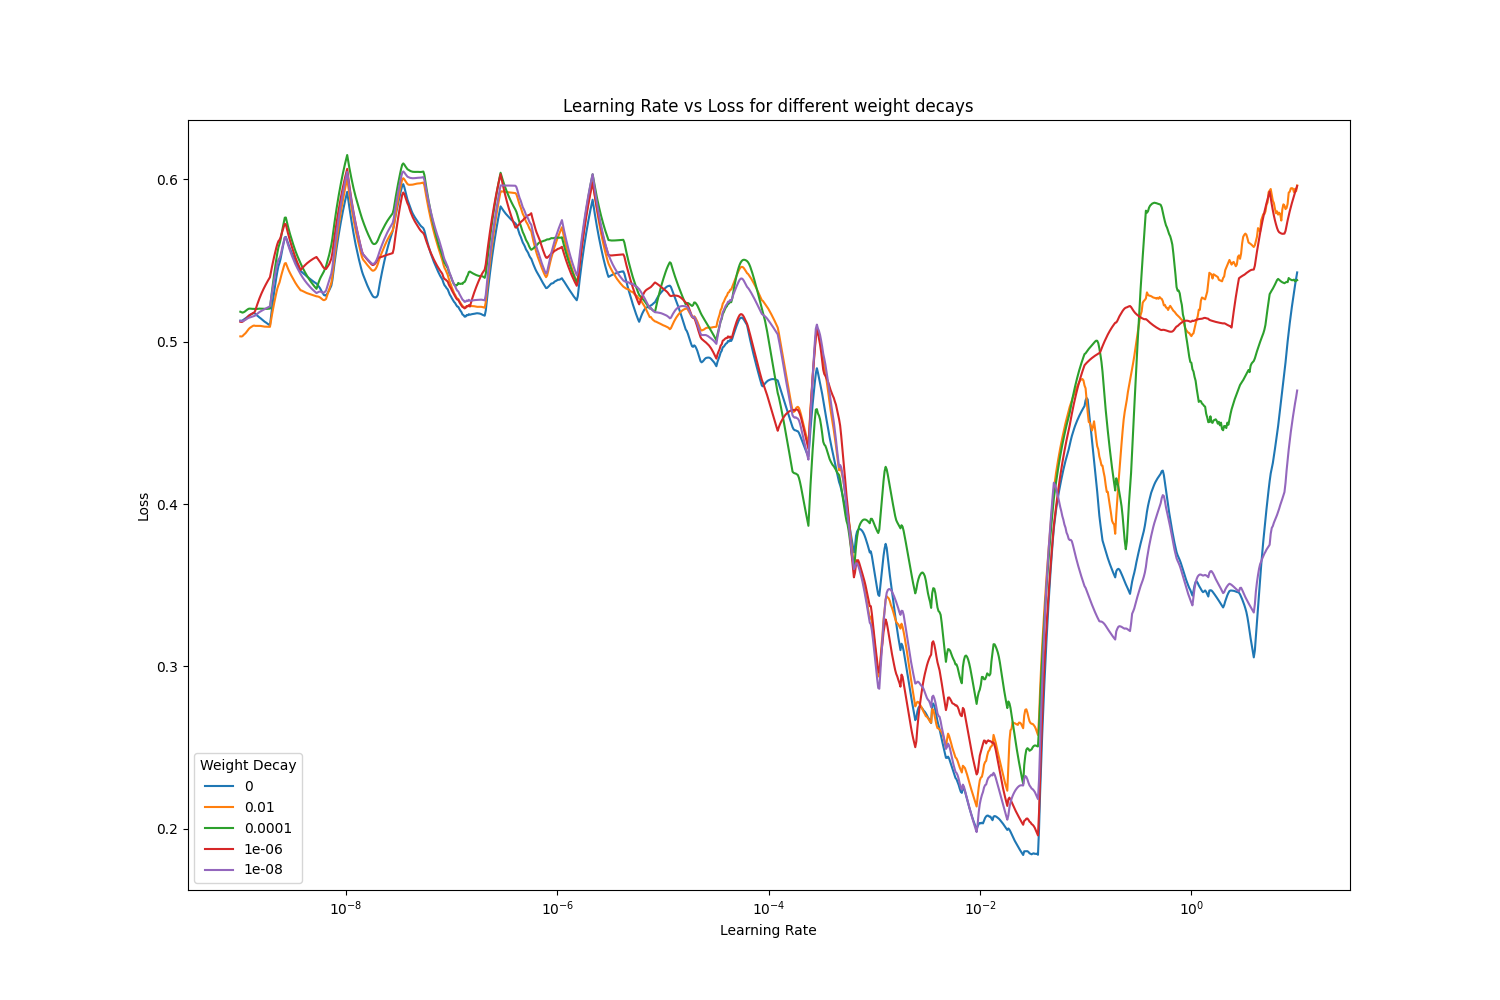 Learning Rate vs Loss for different weight decays
0.6
0.5
0.4
0.3
0.2
Loss
Weight Decay
0
0.01
0.0001
1e-06
1e-08
10⁻⁸
10⁻⁶
10⁻⁴
10⁻²
10⁰
Learning Rate